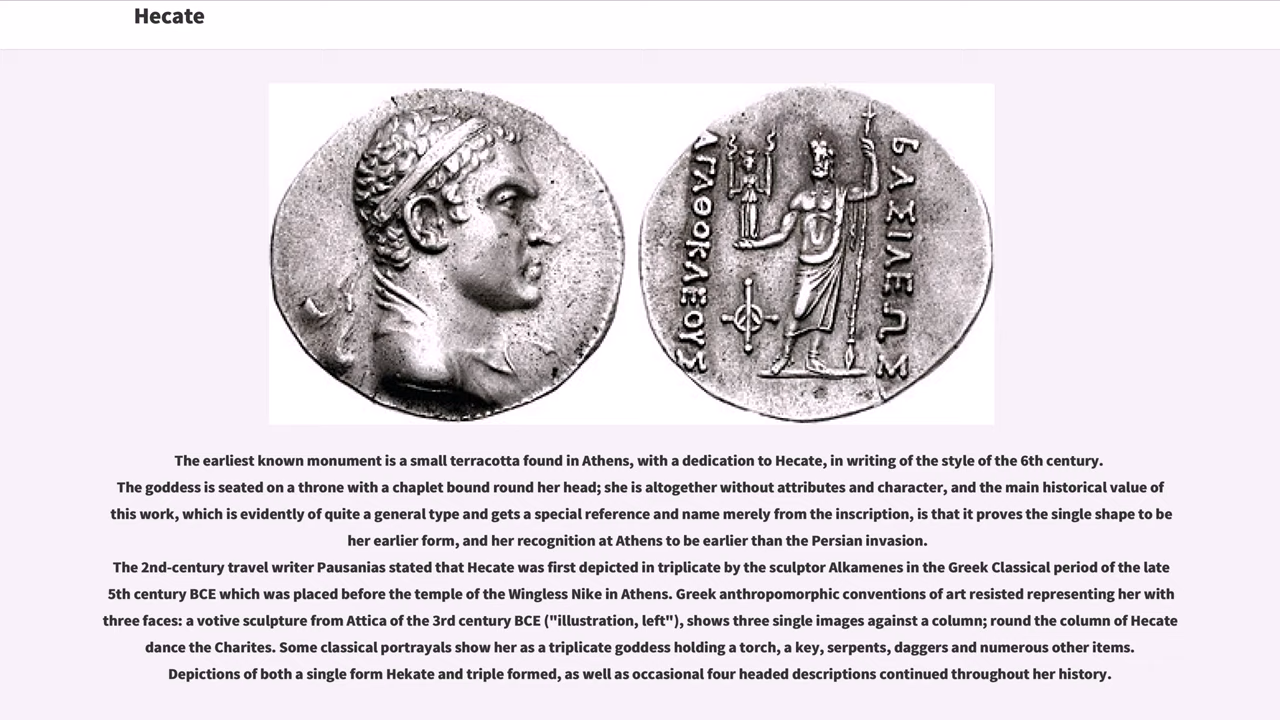 Hecate
ΒΑΣΙΛΕΩΣ
ΑΓΑΘΟΚΛΕΟΥΣ
The earliest known monument is a small terracotta found in Athens, with a dedication to Hecate, in writing of the style of the 6th century.
The goddess is seated on a throne with a chaplet bound round her head; she is altogether without attributes and character, and the main historical value of
this work, which is evidently of quite a general type and gets a special reference and name merely from the inscription, is that it proves the single shape to be
her earlier form, and her recognition at Athens to be earlier than the Persian invasion.
The 2nd-century travel writer Pausanias stated that Hecate was first depicted in triplicate by the sculptor Alkamenes in the Greek Classical period of the late
5th century BCE which was placed before the temple of the Wingless Nike in Athens. Greek anthropomorphic conventions of art resisted representing her with
three faces: a votive sculpture from Attica of the 3rd century BCE ("illustration, left"), shows three single images against a column; round the column of Hecate
dance the Charites. Some classical portrayals show her as a triplicate goddess holding a torch, a key, serpents, daggers and numerous other items.
Depictions of both a single form Hekate and triple formed, as well as occasional four headed descriptions continued throughout her history.